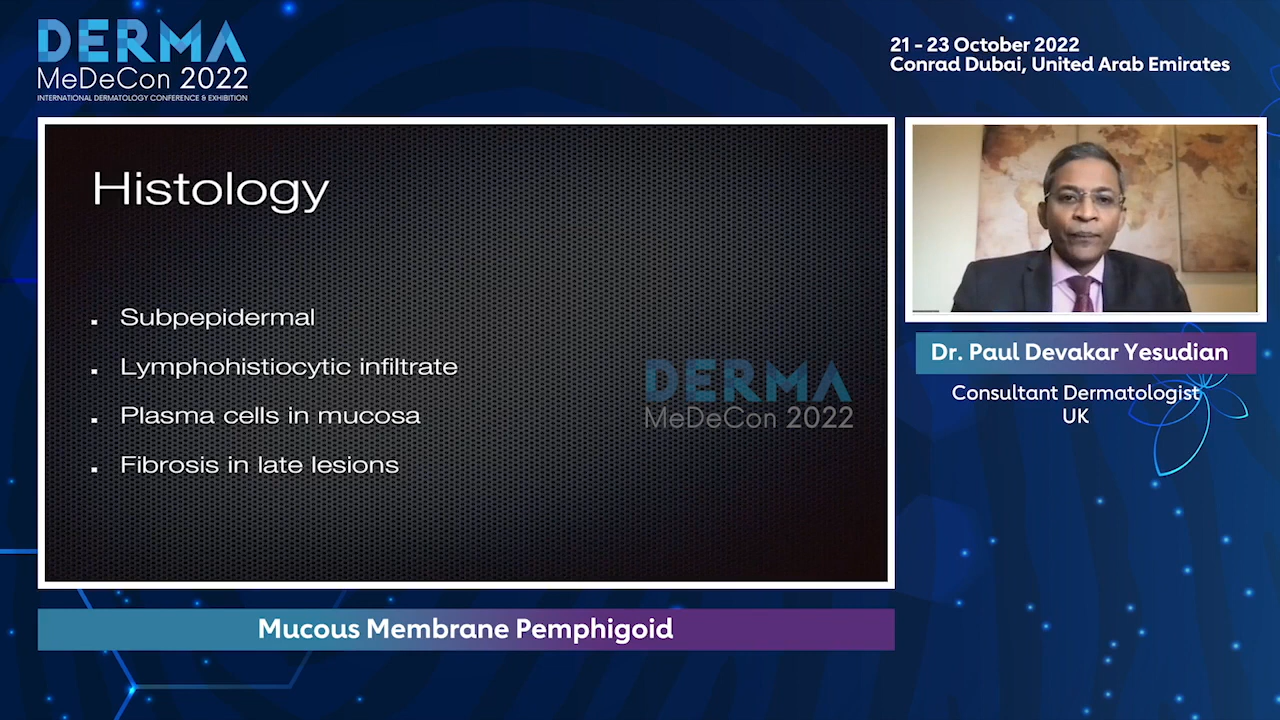 DERMA
MeDeCon 2022
INTERNATIONAL DERMATOLOGY CONFERENCE & EXHIBITION
21 - 23 October 2022
Conrad Dubai, United Arab Emirates
Histology
Subpepidermal
Lymphohistiocytic infiltrate
Plasma cells in mucosa
Fibrosis in late lesions
DERMA
MeDeCon 2022
Dr. Paul Devakar Yesudian
Consultant Dermatologist
UK
Mucous Membrane Pemphigoid